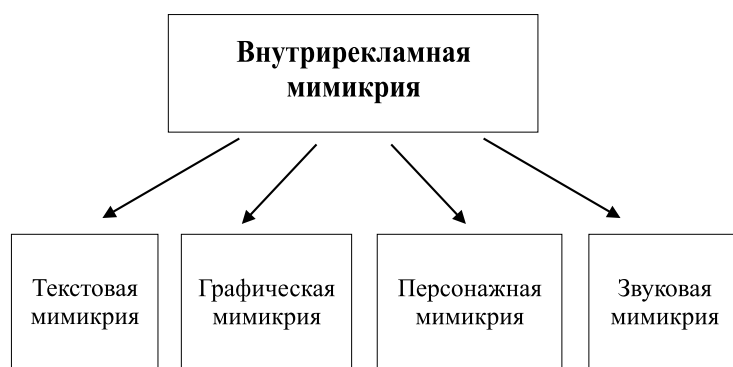 Внутрирекламная
мимикрия
Текстовая
мимикрия
Графическая
мимикрия
Персонажная
мимикрия
Звуковая
мимикрия